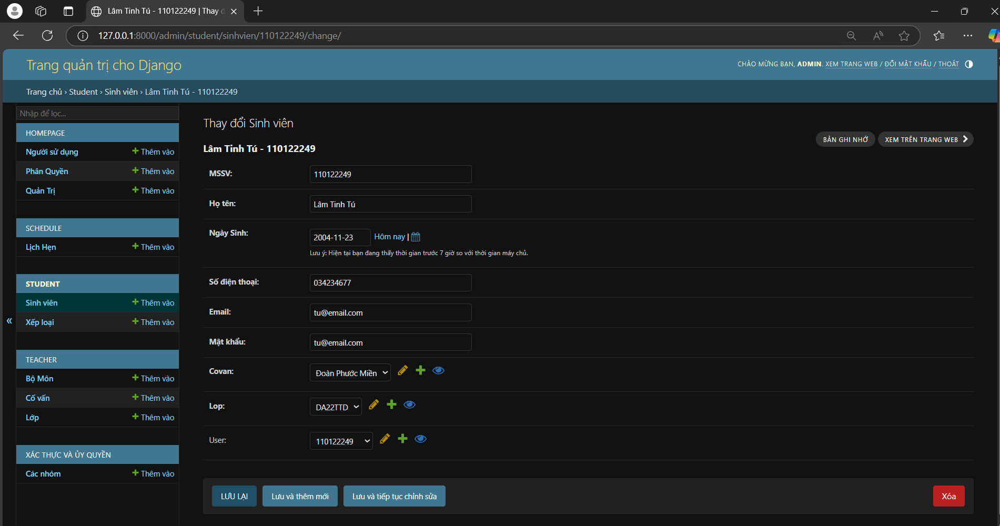 Lâm Tinh Tú - 110122249 | Thay đ
127.0.0.1:8000/admin/student/sinhvien/110122249/change/
Trang quản trị cho Django
CHÀO MỪNG BẠN, ADMIN. XEM TRANG WEB / ĐỔI MẬT KHẨU / THOÁT
Trang chủ › Student › Sinh viên › Lâm Tinh Tú - 110122249
Nhập để lọc...
HOMEPAGE
Người sử dụng Thêm vào
Phân Quyền Thêm vào
Quản Trị Thêm vào
SCHEDULE
Lịch Hẹn Thêm vào
STUDENT
Sinh viên Thêm vào
Xếp loại Thêm vào
TEACHER
Bộ Môn Thêm vào
Cố vấn Thêm vào
Lớp Thêm vào
XÁC THỰC VÀ ỦY QUYỀN
Các nhóm Thêm vào
«
Thay đổi Sinh viên
BẢN GHI NHỚ XEM TRÊN TRANG WEB
Lâm Tinh Tú - 110122249
MSSV: 110122249
Họ tên: Lâm Tinh Tú
Ngày Sinh: 2004-11-23 Hôm nay |
Lưu ý: Hiện tại bạn đang thấy thời gian trước 7 giờ so với thời gian máy chủ.
Số điện thoại: 034234677
Email: tu@email.com
Mật khẩu: tu@email.com
Covan: Đoàn Phước Miền
Lop: DA22TTD
User: 110122249
LƯU LẠI Lưu và thêm mới Lưu và tiếp tục chỉnh sửa Xóa